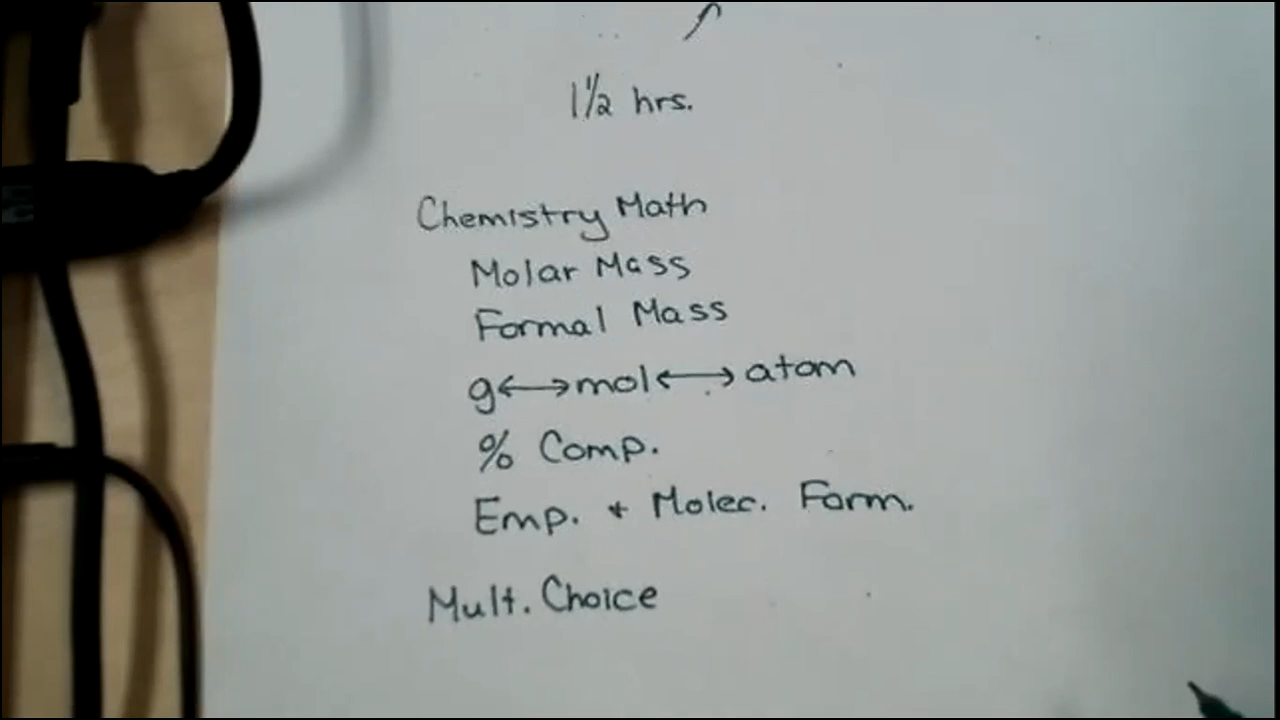 1½ hrs.
Chemistry Math
Molar Mass
Formal Mass
g↔mol↔atom
% Comp.
Emp. + Molec. Form.
Mult. Choice